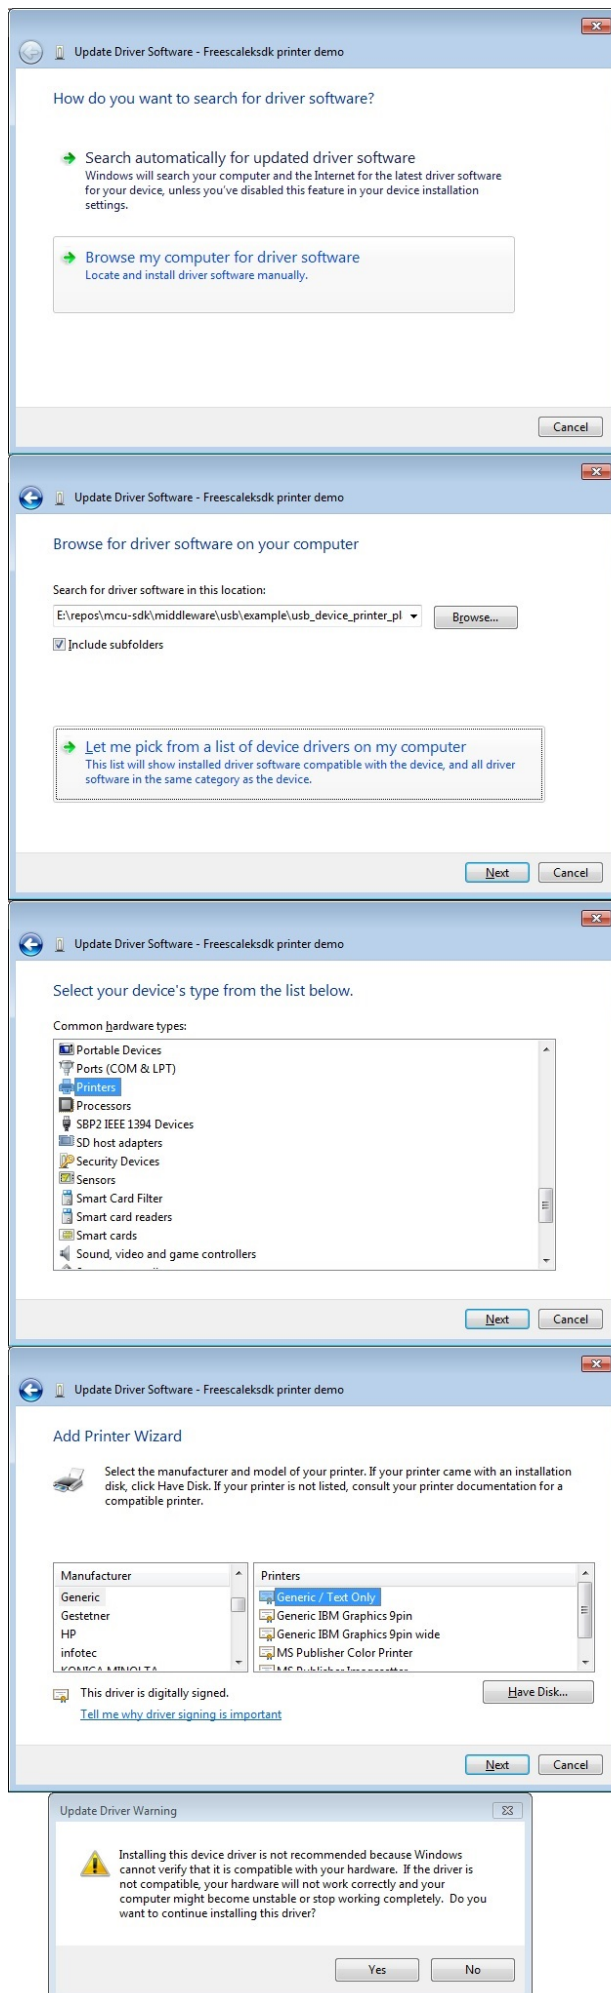 Update Driver Software - Freescaleksdk printer demo
How do you want to search for driver software?
Search automatically for updated driver software
Windows will search your computer and the Internet for the latest driver software
for your device, unless you've disabled this feature in your device installation
settings.
Browse my computer for driver software
Locate and install driver software manually.
Cancel
Update Driver Software - Freescaleksdk printer demo
Browse for driver software on your computer
Search for driver software in this location:
E:\repos\mcu-sdk\middleware\usb\example\usb_device_printer_pl
Browse...
Include subfolders
Let me pick from a list of device drivers on my computer
This list will show installed driver software compatible with the device, and all driver
software in the same category as the device.
Next Cancel
Update Driver Software - Freescaleksdk printer demo
Select your device's type from the list below.
Common hardware types:
Portable Devices
Ports (COM & LPT)
Printers
Processors
SBP2 IEEE 1394 Devices
SD host adapters
Security Devices
Sensors
Smart Card Filter
Smart card readers
Smart cards
Sound, video and game controllers
Next Cancel
Update Driver Software - Freescaleksdk printer demo
Add Printer Wizard
Select the manufacturer and model of your printer. If your printer came with an installation
disk, click Have Disk. If your printer is not listed, consult your printer documentation for a
compatible printer.
Manufacturer
Generic
Gestetner
HP
infotec
KONICA MINOLTA
Printers
Generic / Text Only
Generic IBM Graphics 9pin
Generic IBM Graphics 9pin wide
MS Publisher Color Printer
MS Publisher Imagesetter
This driver is digitally signed.
Have Disk...
Tell me why driver signing is important
Next Cancel
Update Driver Warning
Installing this device driver is not recommended because Windows
cannot verify that it is compatible with your hardware. If the driver is
not compatible, your hardware will not work correctly and your
computer might become unstable or stop working completely. Do you
want to continue installing this driver?
Yes No